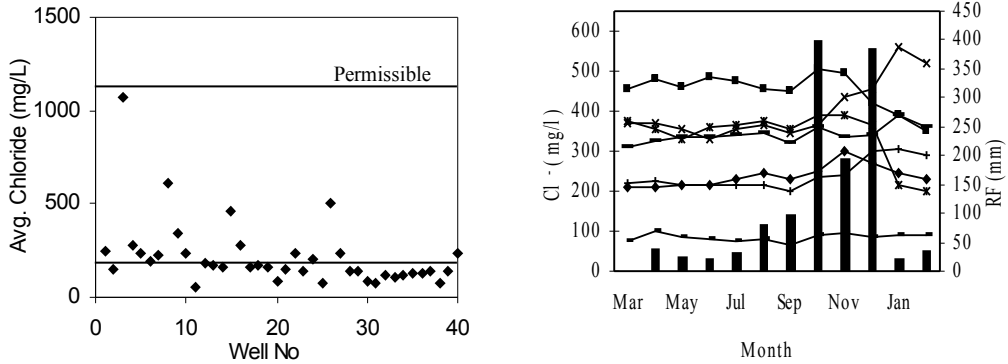 1500
1000
500
0
Avg. Chloride (mg/L)
Permissible
0 10 20 30 40
Well No
600
500
400
300
200
100
0
Cl - ( mg/l )
450
400
350
300
250
200
150
100
50
0
RF (mm)
Mar May Jul Sep Nov Jan
Month